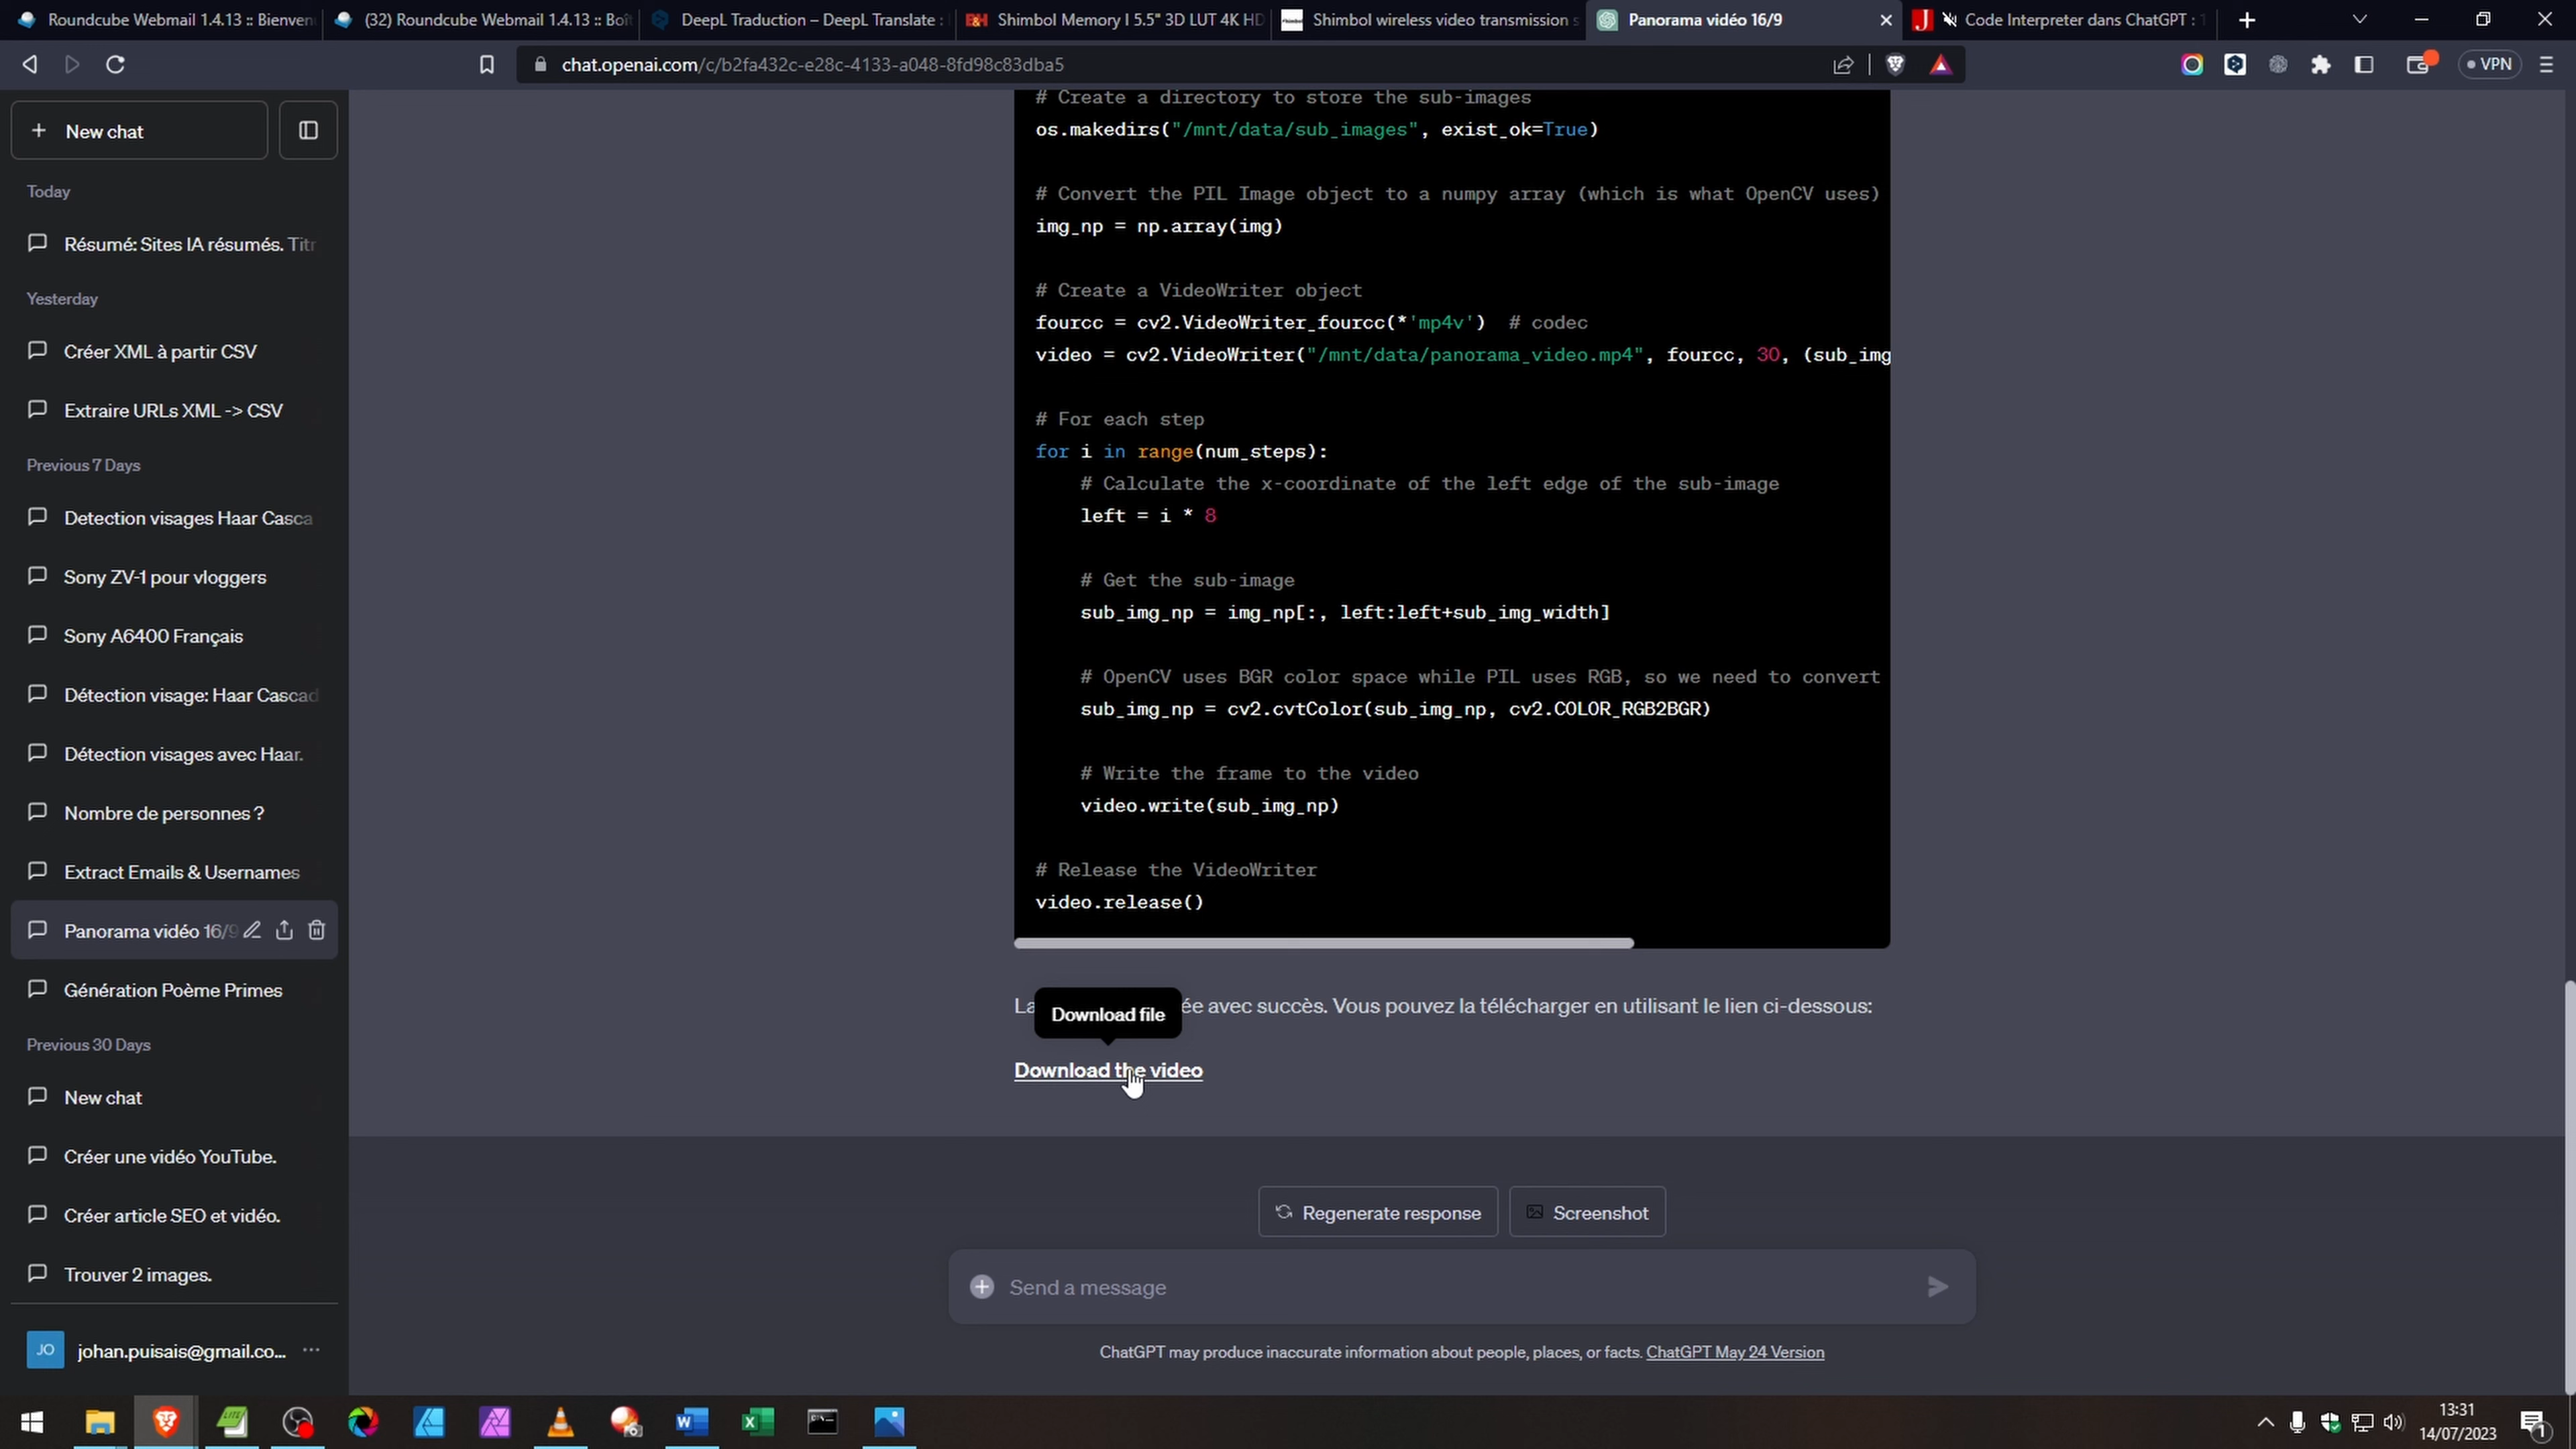 Roundcube Webmail 1.4.13 :: Bienven
(32) Roundcube Webmail 1.4.13 :: Boît
DeepL Traduction – DeepL Translate :
B&H Shimbol Memory I 5.5" 3D LUT 4K HD
Shimbol wireless video transmission s
Panorama vidéo 16/9
J Code Interpreter dans ChatGPT :
chat.openai.com/c/b2fa432c-e28c-4133-a048-8fd98c83dba5
VPN
New chat
Today
Résumé: Sites IA résumés. Titr
Yesterday
Créer XML à partir CSV
Extraire URLs XML -> CSV
Previous 7 Days
Detection visages Haar Casca
Sony ZV-1 pour vloggers
Sony A6400 Français
Détection visage: Haar Cascad
Détection visages avec Haar.
Nombre de personnes ?
Extract Emails & Usernames
Panorama vidéo 16/9
Génération Poème Primes
Previous 30 Days
New chat
Créer une vidéo YouTube.
Créer article SEO et vidéo.
Trouver 2 images.
JO johan.puisais@gmail.co...
# Create a directory to store the sub-images
os.makedirs("/mnt/data/sub_images", exist_ok=True)
# Convert the PIL Image object to a numpy array (which is what OpenCV uses)
img_np = np.array(img)
# Create a VideoWriter object
fourcc = cv2.VideoWriter_fourcc(*'mp4v')  # codec
video = cv2.VideoWriter("/mnt/data/panorama_video.mp4", fourcc, 30, (sub_img
# For each step
for i in range(num_steps):
# Calculate the x-coordinate of the left edge of the sub-image
left = i * 8
# Get the sub-image
sub_img_np = img_np[:, left:left+sub_img_width]
# OpenCV uses BGR color space while PIL uses RGB, so we need to convert
sub_img_np = cv2.cvtColor(sub_img_np, cv2.COLOR_RGB2BGR)
# Write the frame to the video
video.write(sub_img_np)
# Release the VideoWriter
video.release()
La ée avec succès. Vous pouvez la télécharger en utilisant le lien ci-dessous:
Download file
Download the video
Regenerate response
Screenshot
Send a message
ChatGPT may produce inaccurate information about people, places, or facts. ChatGPT May 24 Version
13:31
14/07/2023
1